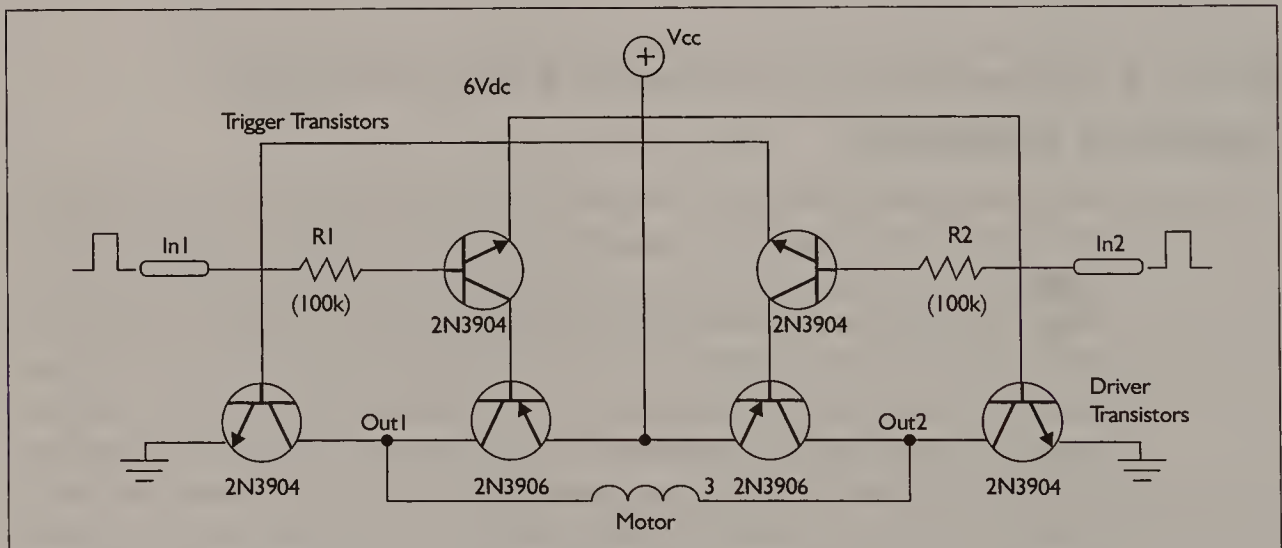 Vcc
6Vdc
Trigger Transistors
In1
R1
(100k)
2N3904
R2
(100k)
In2
2N3904
Driver
Transistors
Out1
Out2
2N3904
2N3906
3
2N3906
2N3904
Motor